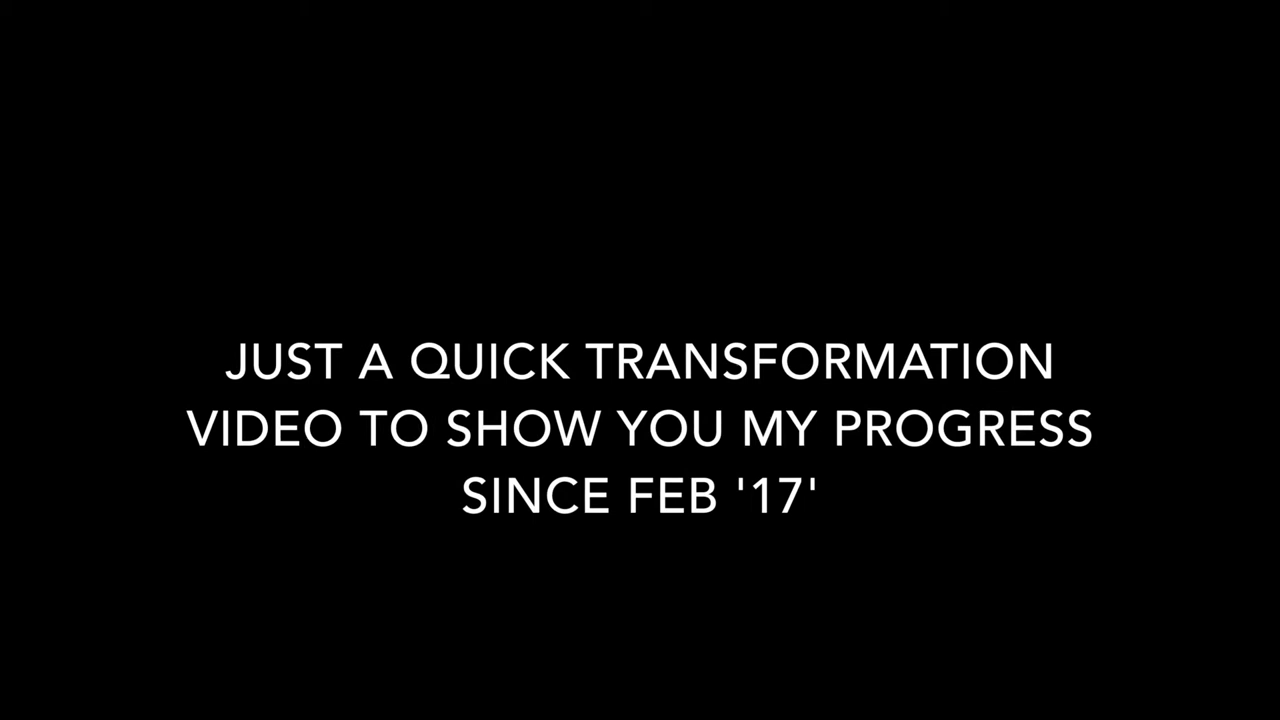 JUST A QUICK TRANSFORMATION
VIDEO TO SHOW YOU MY PROGRESS
SINCE FEB '17'